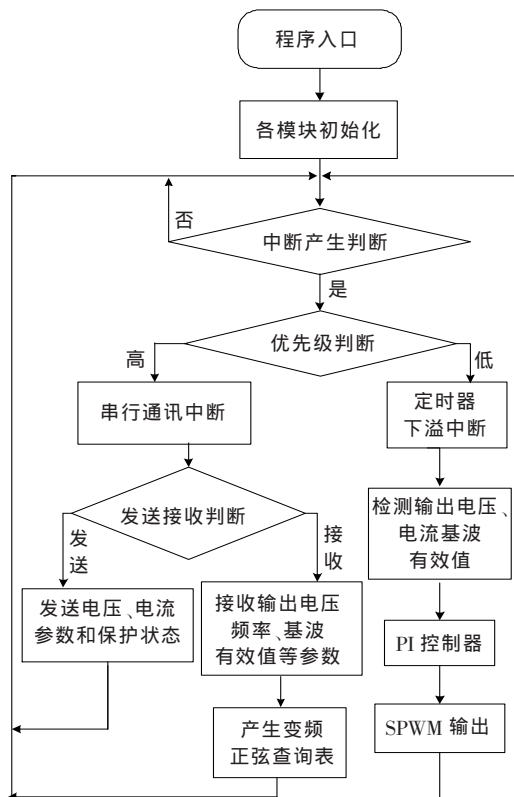 程序入口
各模块初始化
否
中断产生判断
是
优先级判断
高
低
串行通讯中断
定时器
下溢中断
发送接收判断
发
送
接
收
检测输出电压、
电流基波
有效值
发送电压、电流
参数和保护状态
接收输出电压
频率、基波
有效值等参数
PI 控制器
产生变频
正弦查询表
SPWM 输出